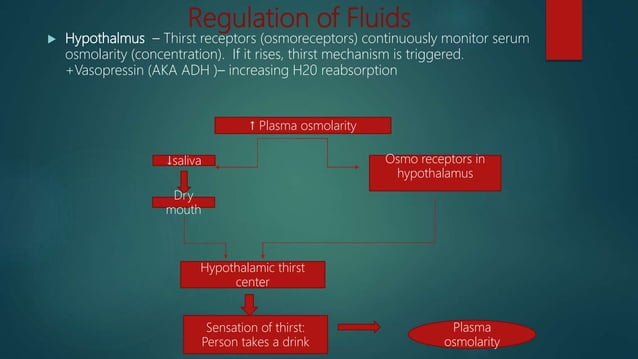 Regulation of Fluids
Hypothalmus – Thirst receptors (osmoreceptors) continuously monitor serum
osmolarity (concentration). If it rises, thirst mechanism is triggered.
+Vasopressin (AKA ADH )– increasing H20 reabsorption
↑ Plasma osmolarity
↓saliva
Osmo receptors in
hypothalamus
Dry
mouth
Hypothalamic thirst
center
Sensation of thirst:
Person takes a drink
Plasma
osmolarity